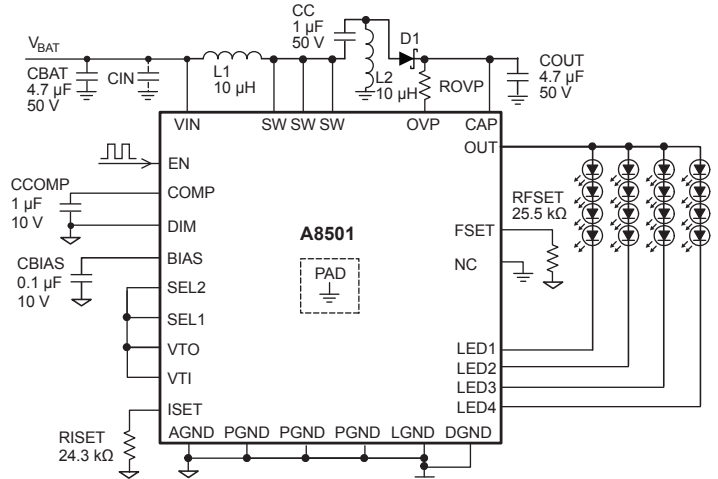 VBAT
CBAT
4.7 µF
50 V
CIN
L1
10 µH
CC
1 µF
50 V
L2
10 µH
D1
ROVP
COUT
4.7 µF
50 V
VIN
SW SW SW
OVP
CAP
OUT
EN
COMP
DIM
BIAS
SEL2
SEL1
VTO
VTI
ISET
CCOMP
1 µF
10 V
CBIAS
0.1 µF
10 V
RISET
24.3 kΩ
A8501
PAD
FSET
NC
RFSET
25.5 kΩ
LED1
LED2
LED3
LED4
AGND PGND PGND PGND LGND DGND